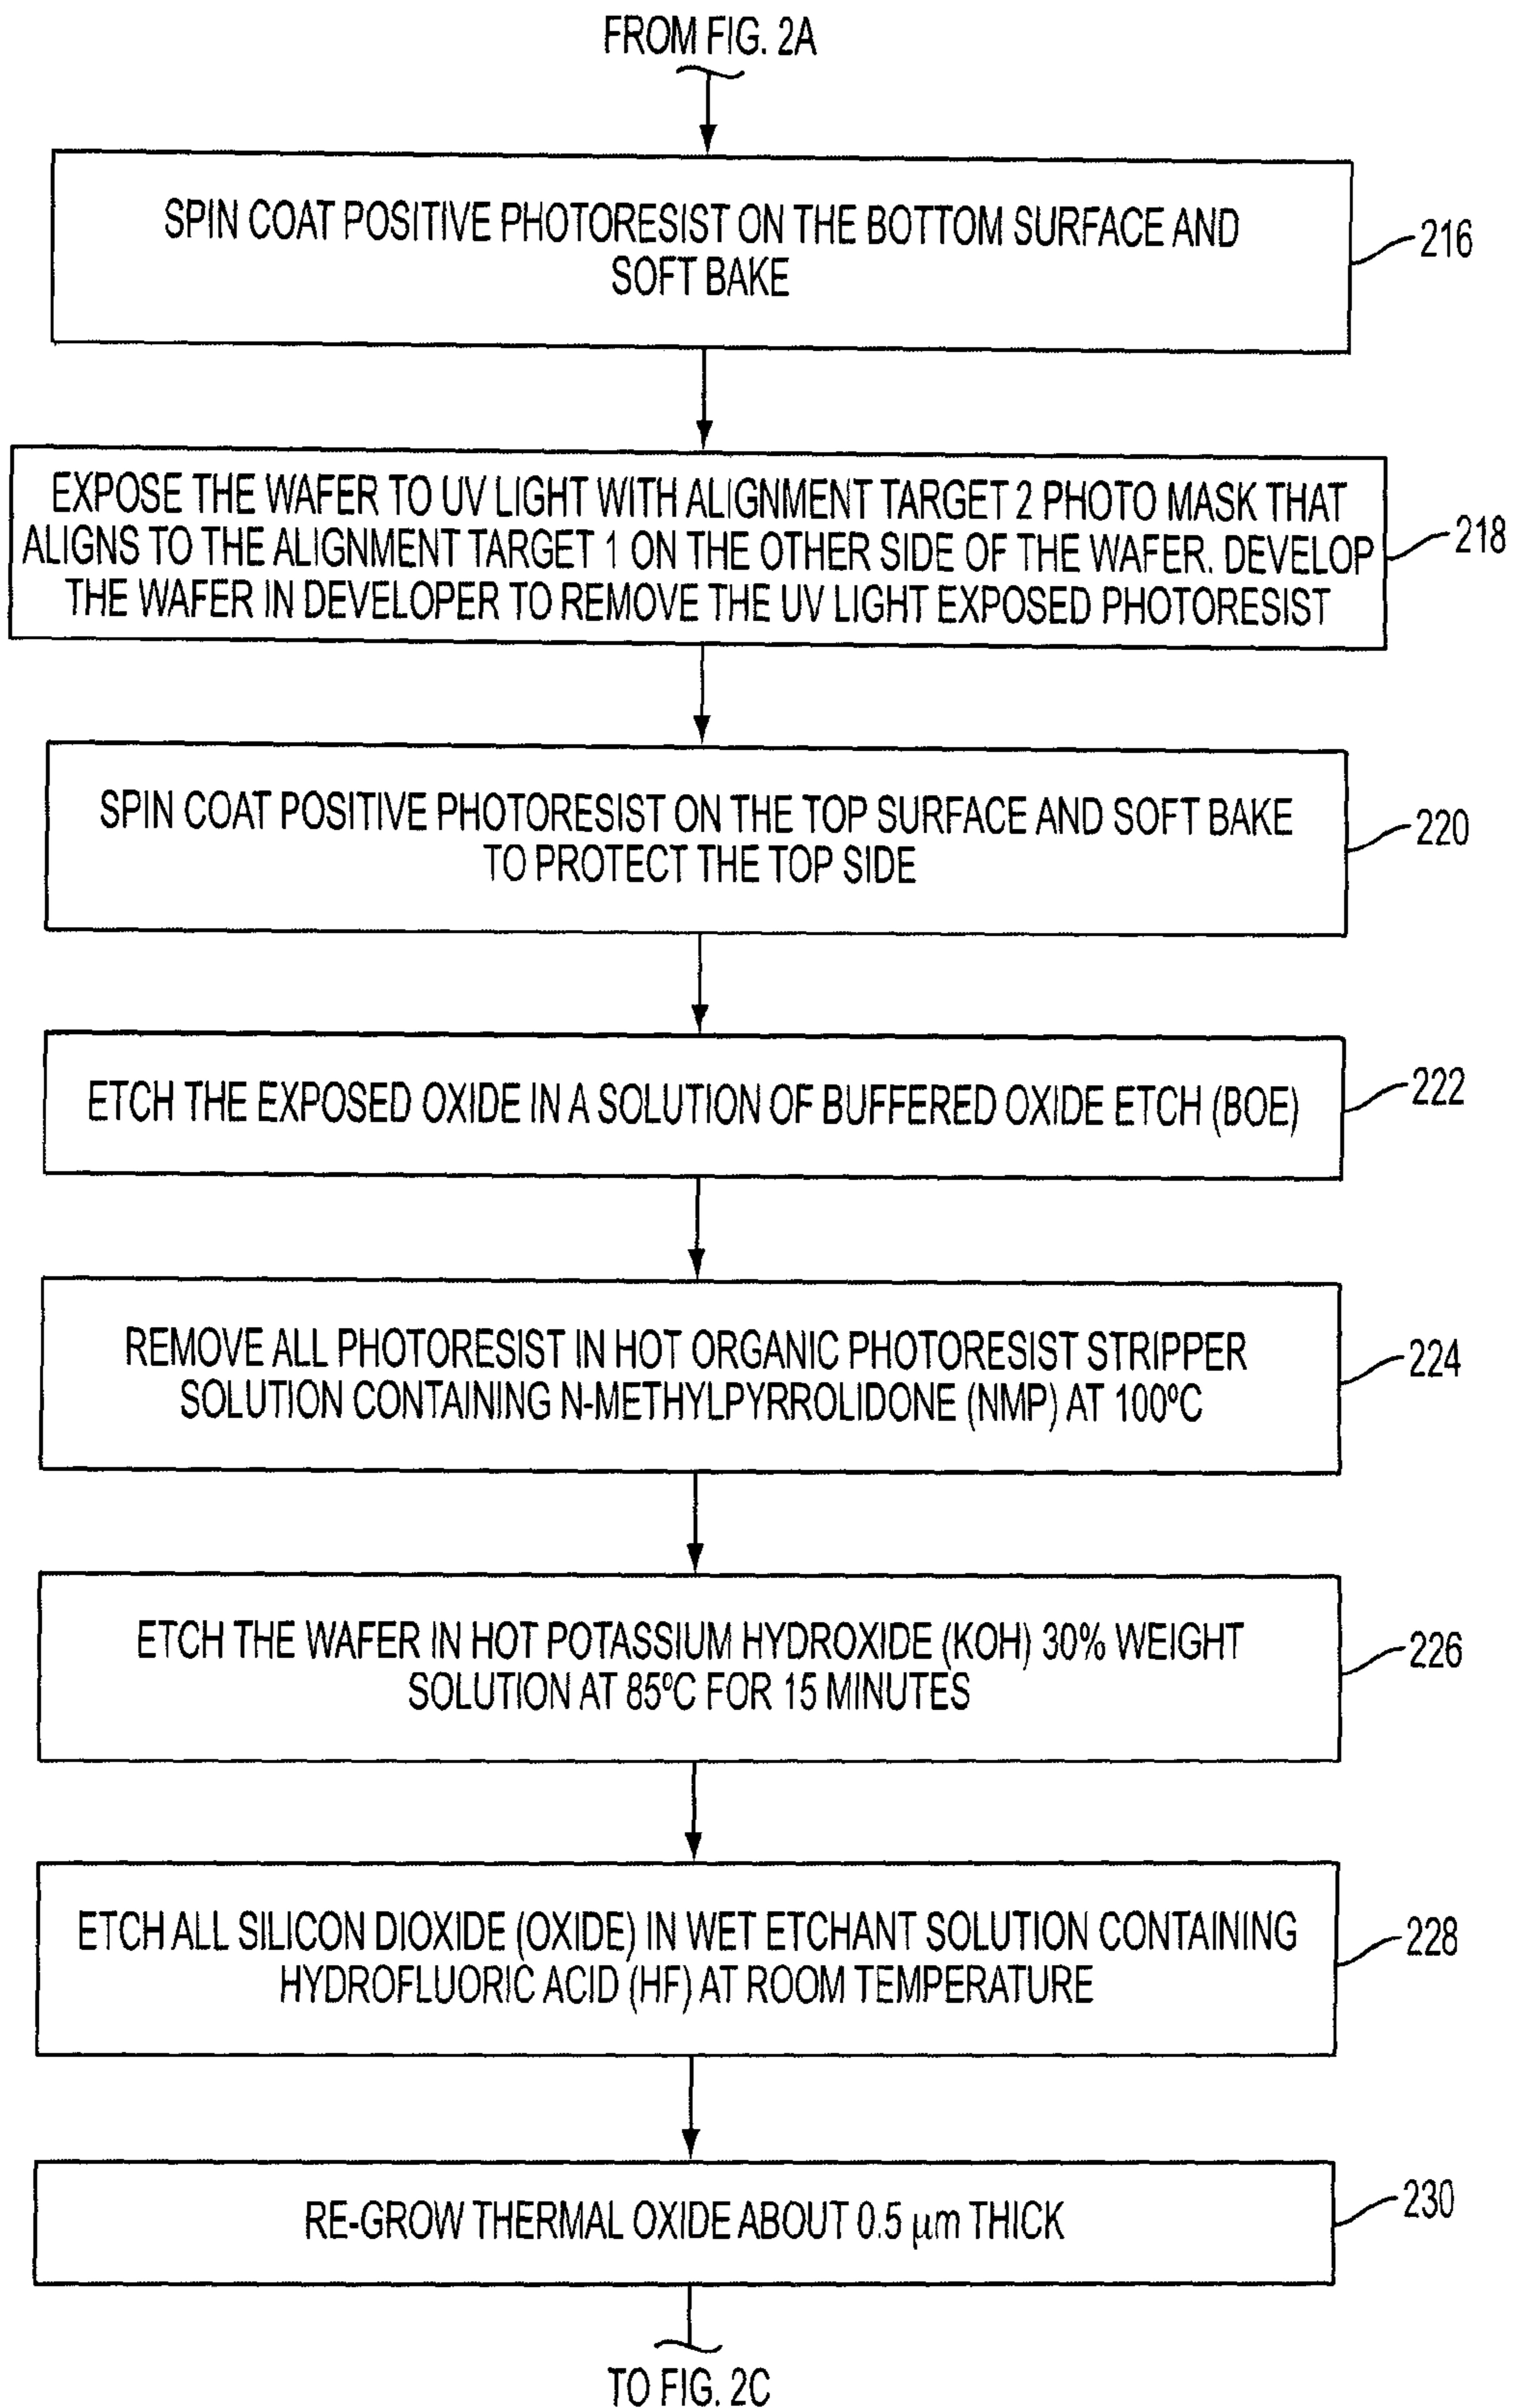 FROM FIG. 2A
SPIN COAT POSITIVE PHOTORESIST ON THE BOTTOM SURFACE AND
SOFT BAKE
216
EXPOSE THE WAFER TO UV LIGHT WITH ALIGNMENT TARGET 2 PHOTO MASK THAT
ALIGNS TO THE ALIGNMENT TARGET 1 ON THE OTHER SIDE OF THE WAFER. DEVELOP
THE WAFER IN DEVELOPER TO REMOVE THE UV LIGHT EXPOSED PHOTORESIST
218
SPIN COAT POSITIVE PHOTORESIST ON THE TOP SURFACE AND SOFT BAKE
TO PROTECT THE TOP SIDE
220
ETCH THE EXPOSED OXIDE IN A SOLUTION OF BUFFERED OXIDE ETCH (BOE)
222
REMOVE ALL PHOTORESIST IN HOT ORGANIC PHOTORESIST STRIPPER
SOLUTION CONTAINING N-METHYLPYRROLIDONE (NMP) AT 100ºC
224
ETCH THE WAFER IN HOT POTASSIUM HYDROXIDE (KOH) 30% WEIGHT
SOLUTION AT 85ºC FOR 15 MINUTES
226
ETCH ALL SILICON DIOXIDE (OXIDE) IN WET ETCHANT SOLUTION CONTAINING
HYDROFLUORIC ACID (HF) AT ROOM TEMPERATURE
228
RE-GROW THERMAL OXIDE ABOUT 0.5 μm THICK
230
TO FIG. 2C